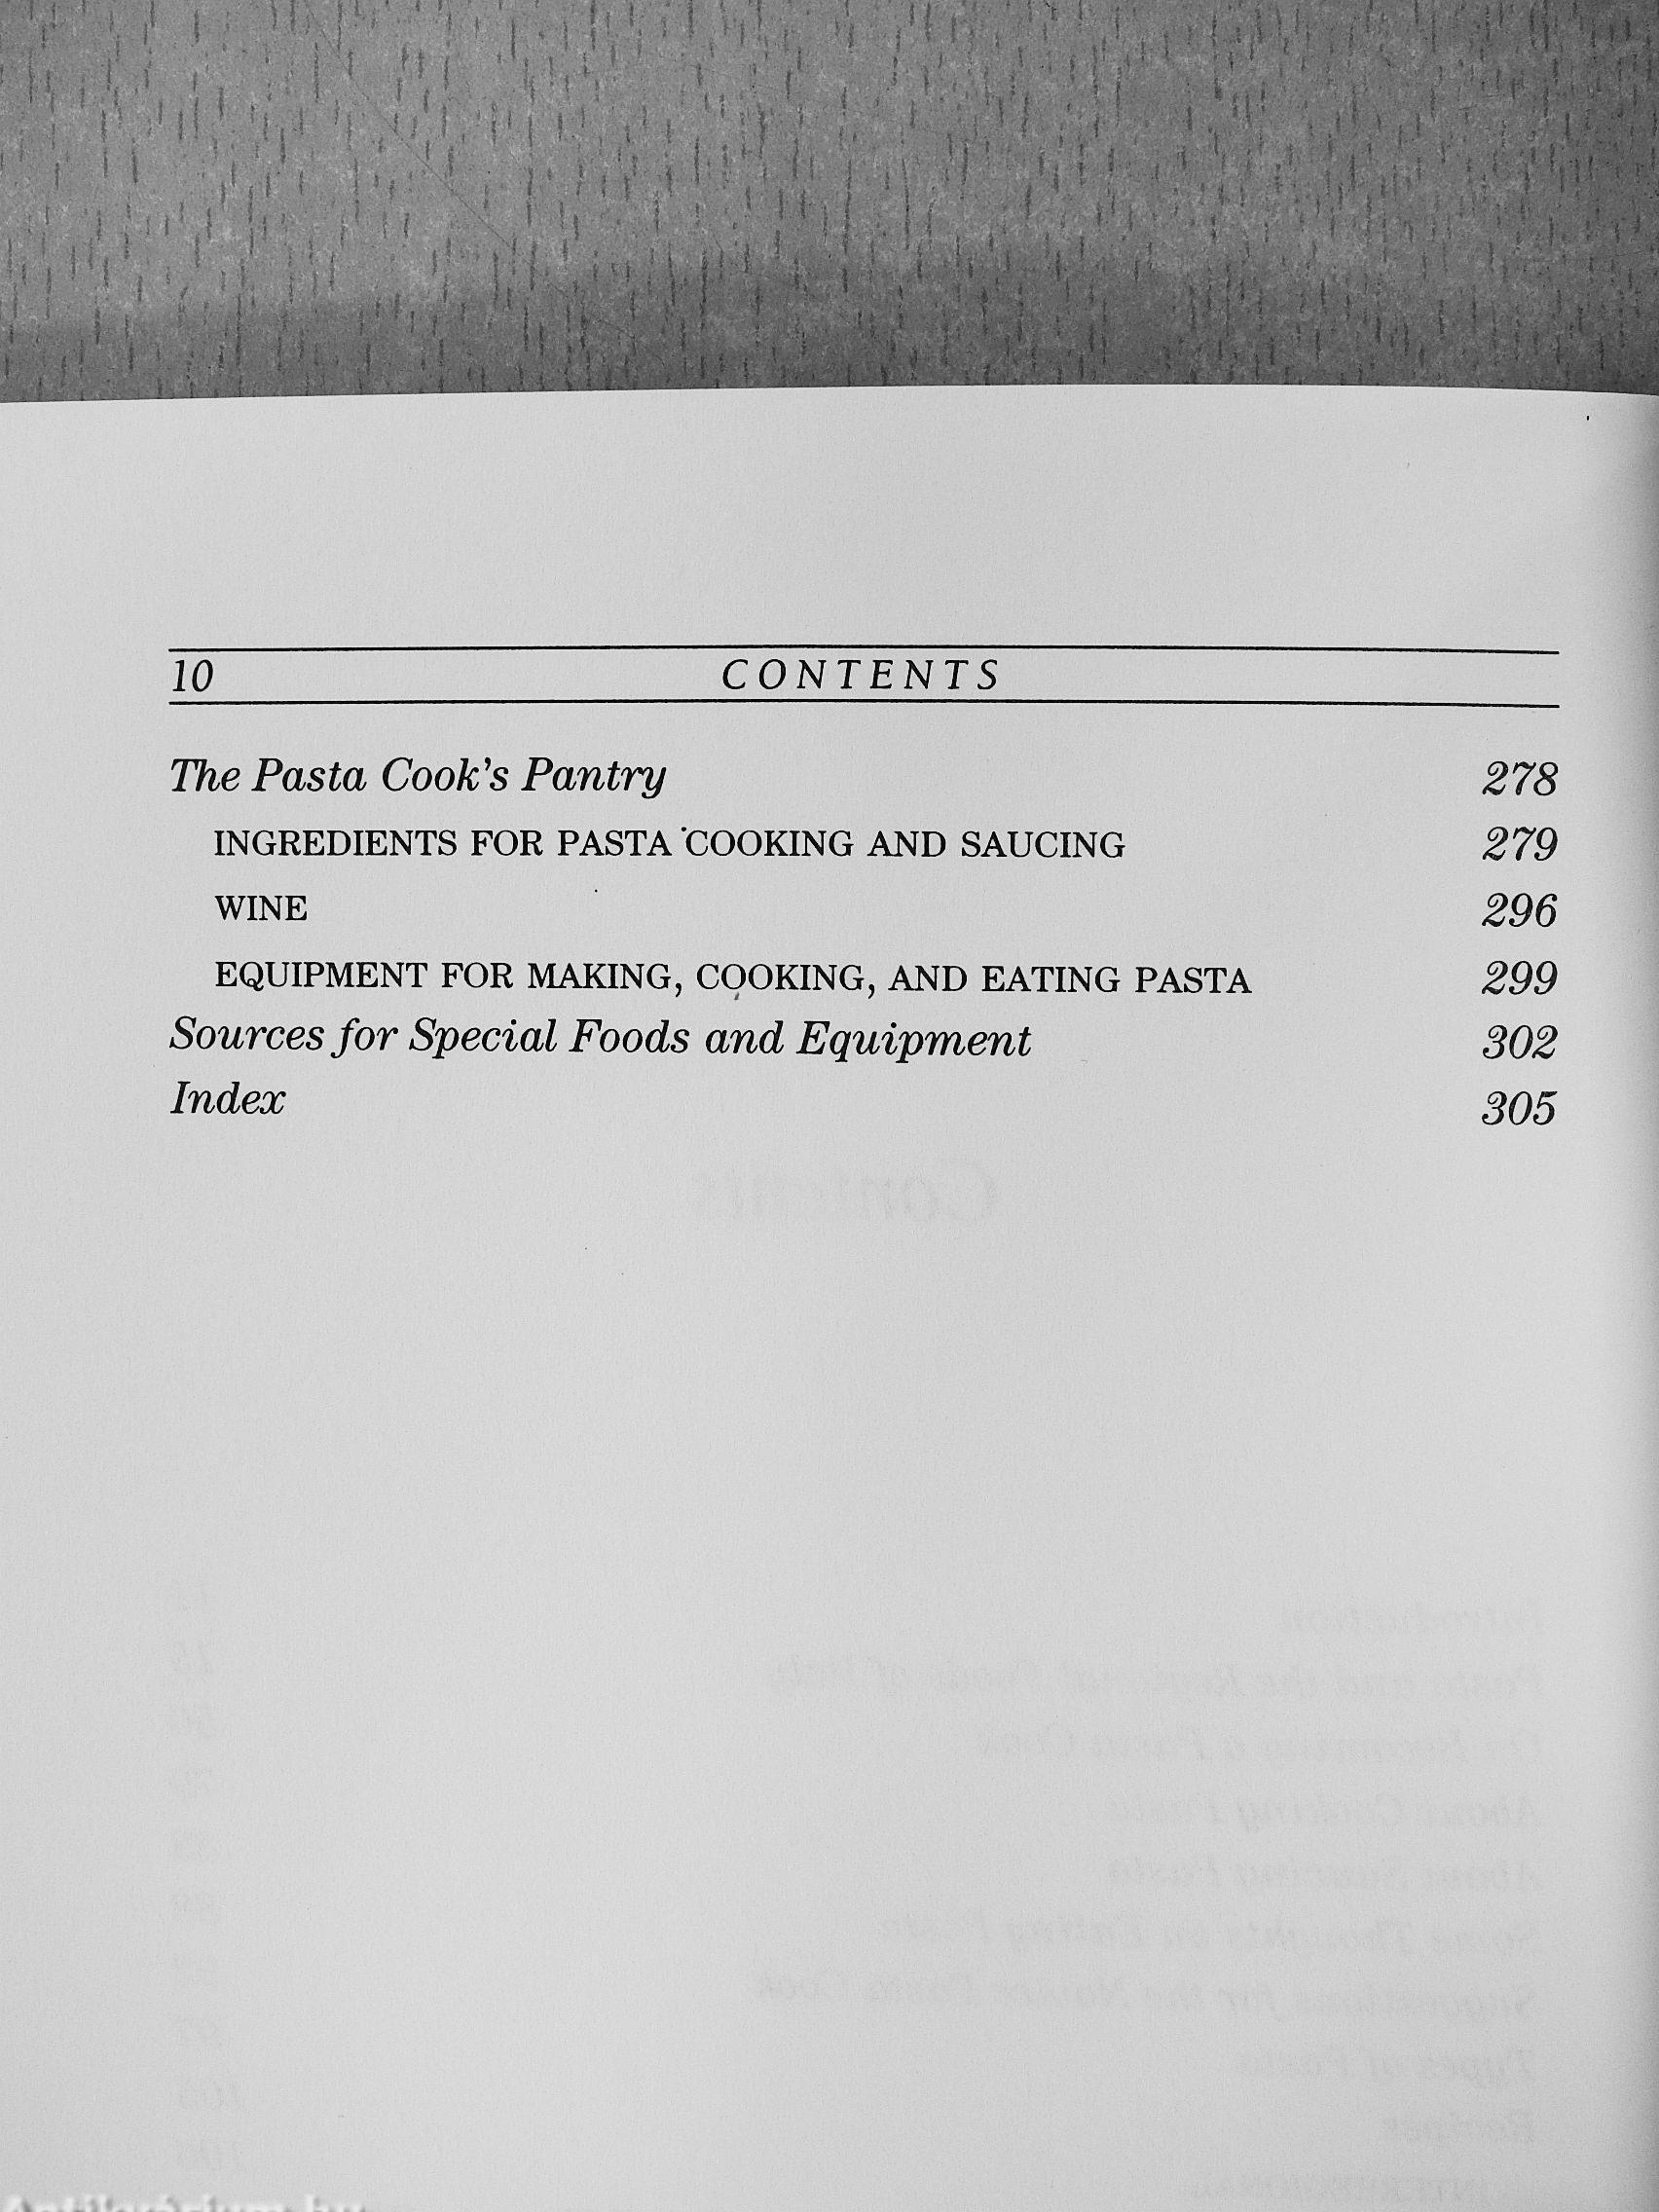 10 CONTENTS
The Pasta Cook's Pantry 278
INGREDIENTS FOR PASTA COOKING AND SAUCING 279
WINE 296
EQUIPMENT FOR MAKING, COOKING, AND EATING PASTA 299
Sources for Special Foods and Equipment 302
Index 305